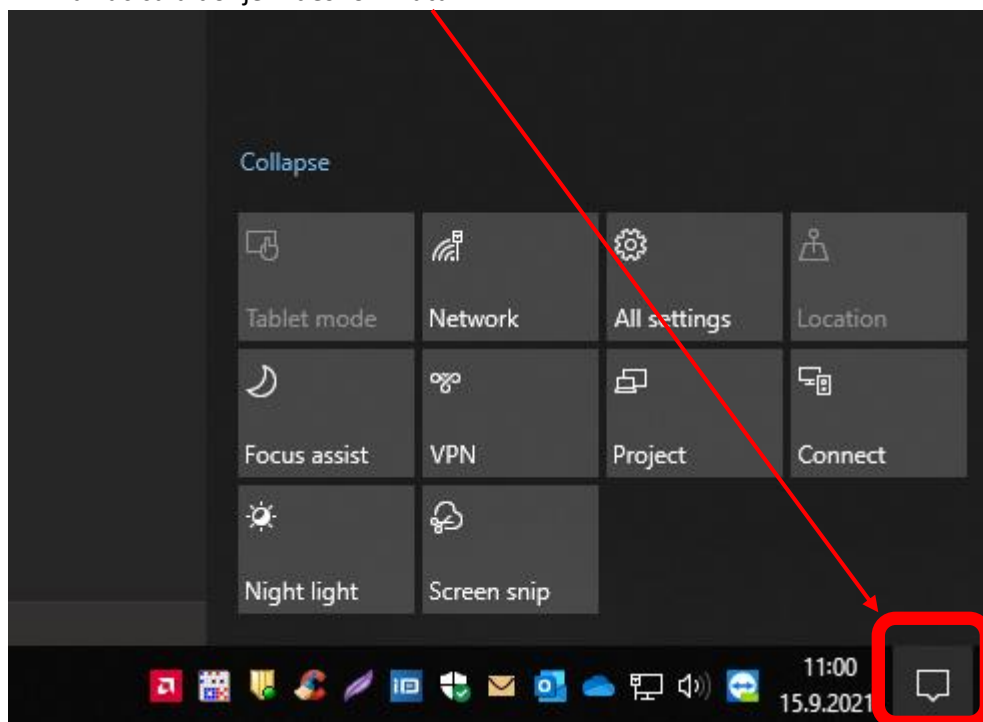 Collapse
Tablet mode Network All settings Location
Focus assist VPN Project Connect
Night light Screen snip
11:00
15.9.2021